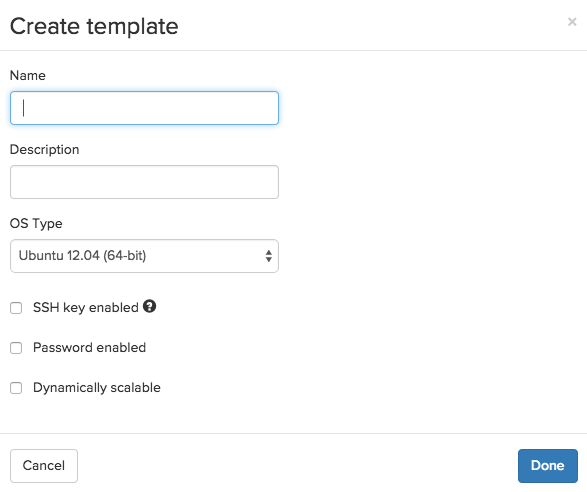 Create template
×
Name
Description
OS Type
Ubuntu 12.04 (64-bit)
SSH key enabled ?
Password enabled
Dynamically scalable
Cancel
Done